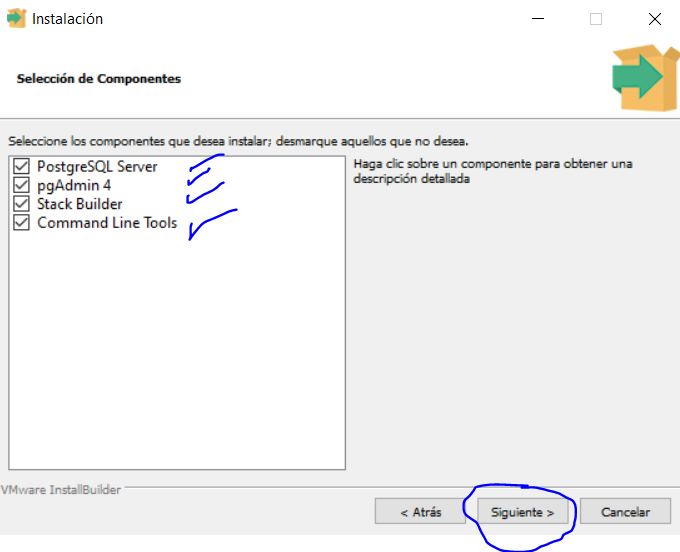 Instalación
Selección de Componentes
Seleccione los componentes que desea instalar; desmarque aquellos que no desea.
PostgreSQL Server
pgAdmin 4
Stack Builder
Command Line Tools
Haga clic sobre un componente para obtener una
descripción detallada
VMware InstallBuilder
< Atrás
Siguiente >
Cancelar